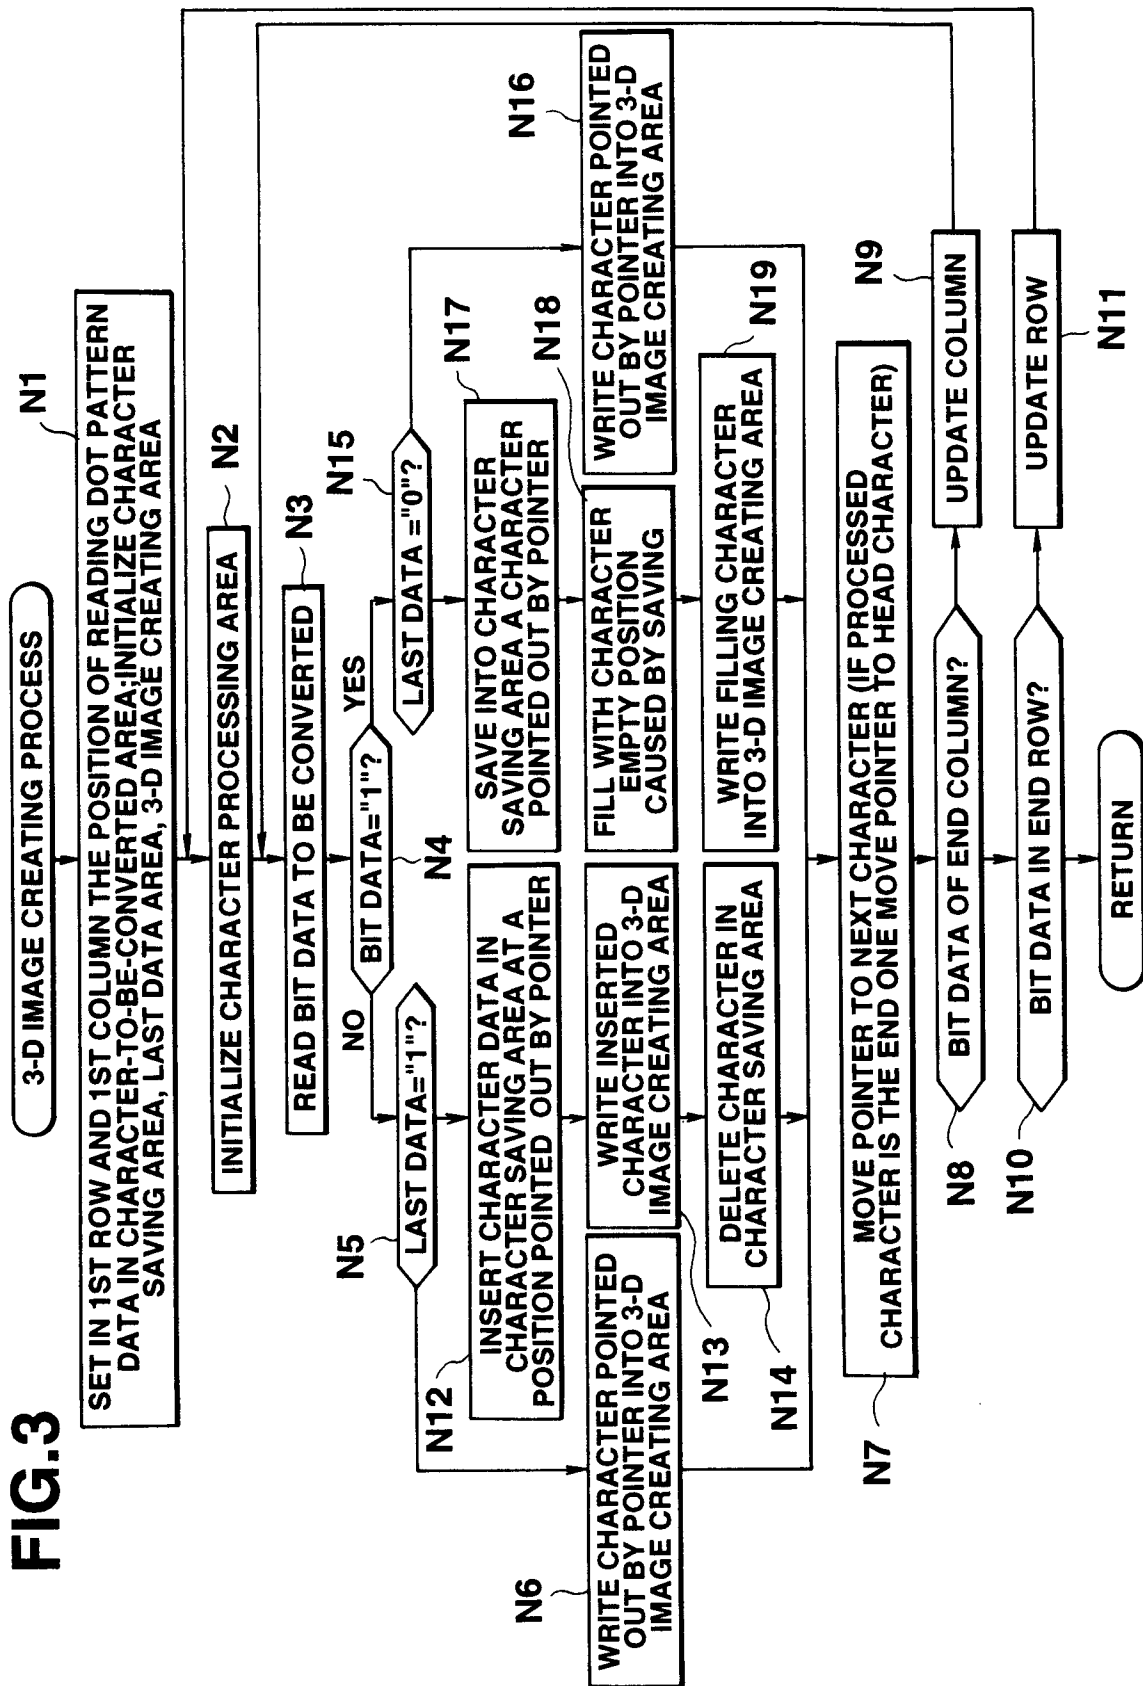 FIG.3
3-D IMAGE CREATING PROCESS
N1
SET IN 1ST ROW AND 1ST COLUMN THE POSITION OF READING DOT PATTERN
DATA IN CHARACTER-TO-BE-CONVERTED AREA;INITIALIZE CHARACTER
SAVING AREA, LAST DATA AREA, 3-D IMAGE CREATING AREA
N2
INITIALIZE CHARACTER PROCESSING AREA
N3
READ BIT DATA TO BE CONVERTED
BIT DATA="1"?
N4
NO
YES
N5
LAST DATA="1"?
N15
LAST DATA ="0"?
N12
INSERT CHARACTER DATA IN
CHARACTER SAVING AREA AT A
POSITION POINTED OUT BY POINTER
N17
SAVE INTO CHARACTER
SAVING AREA A CHARACTER
POINTED OUT BY POINTER
N6
WRITE CHARACTER POINTED
OUT BY POINTER INTO 3-D
IMAGE CREATING AREA
WRITE INSERTED
CHARACTER INTO 3-D
IMAGE CREATING AREA
N13
N18
FILL WITH CHARACTER
EMPTY POSITION
CAUSED BY SAVING
N16
WRITE CHARACTER POINTED
OUT BY POINTER INTO 3-D
IMAGE CREATING AREA
DELETE CHARACTER IN
CHARACTER SAVING AREA
N14
N19
WRITE FILLING CHARACTER
INTO 3-D IMAGE CREATING AREA
N7
MOVE POINTER TO NEXT CHARACTER (IF PROCESSED
CHARACTER IS THE END ONE MOVE POINTER TO HEAD CHARACTER)
N8
BIT DATA OF END COLUMN?
N9
UPDATE COLUMN
N10
BIT DATA IN END ROW?
UPDATE ROW
N11
RETURN